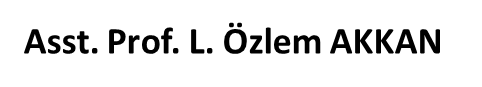 Asst. Prof. L. Özlem AKKAN